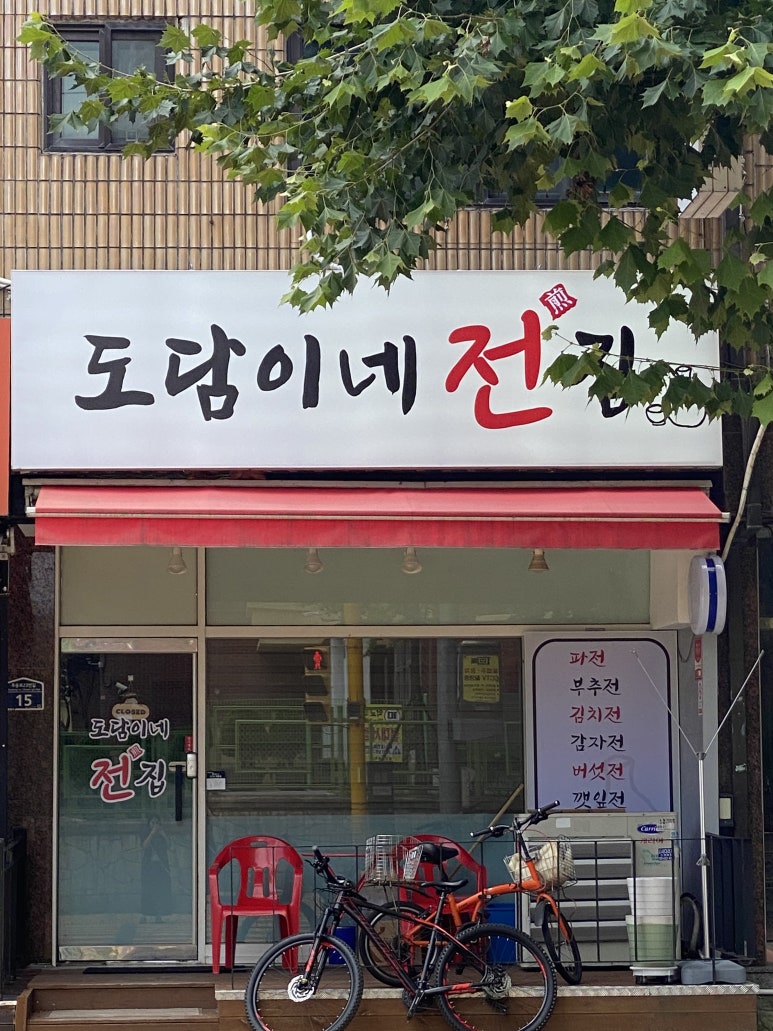 도담이네 전집
煎
파전
부추전
김치전
감자전
버섯전
깻잎전
CLOSED
도담이네
전집
15
Carrier